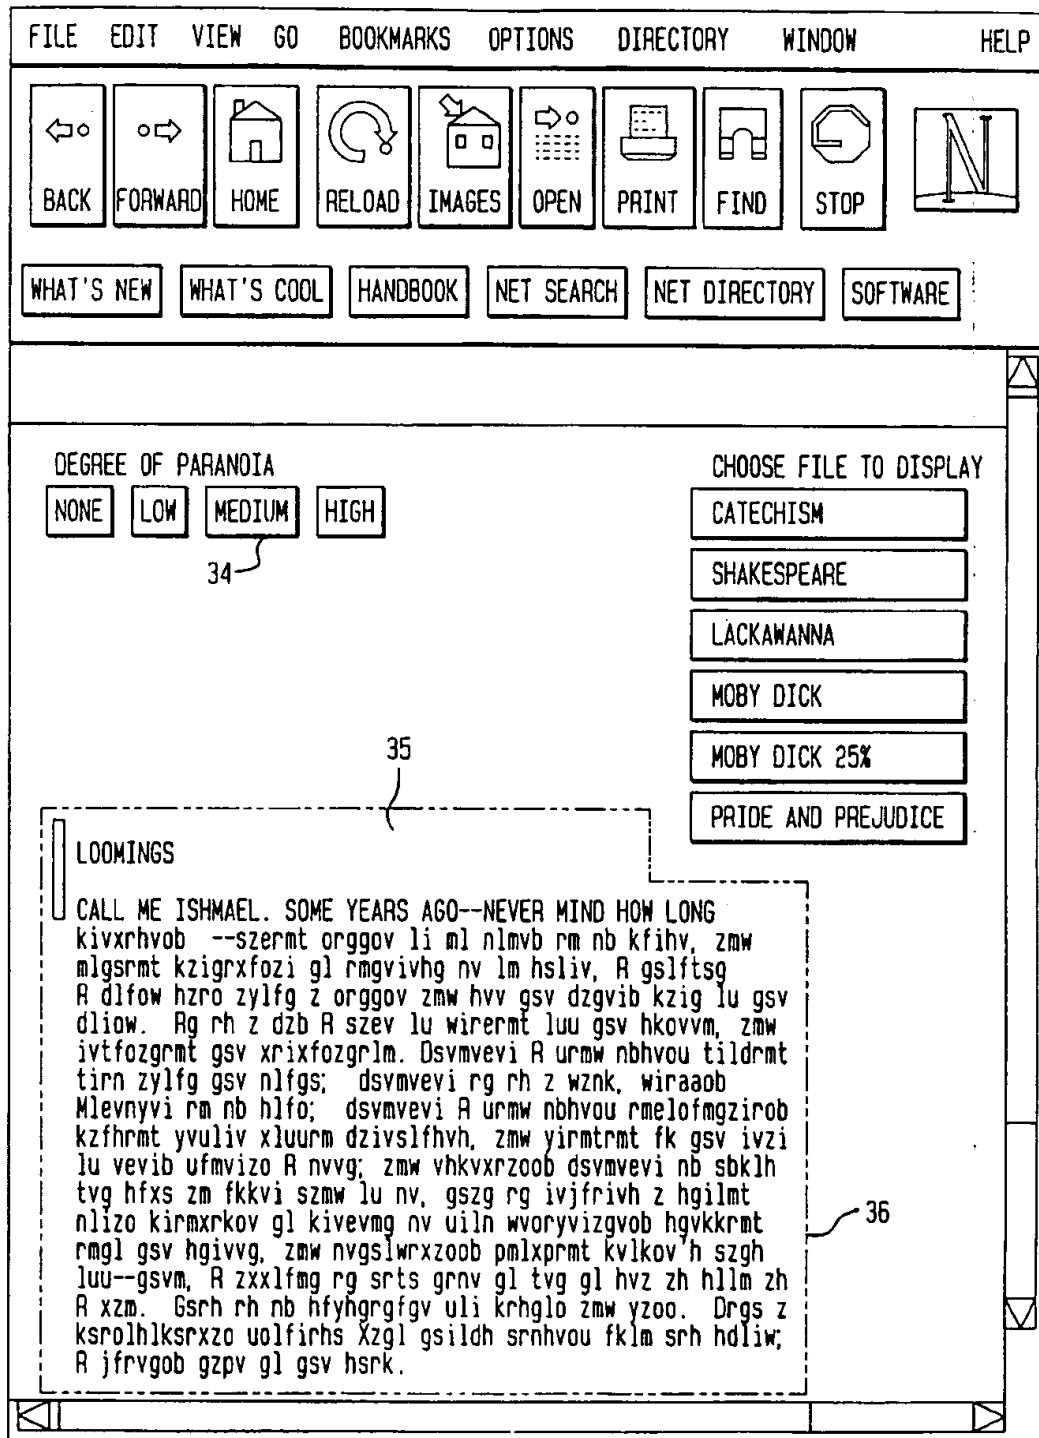 FILE EDIT VIEW GO BOOKMARKS OPTIONS DIRECTORY WINDOW HELP
BACK FORWARD HOME RELOAD IMAGES OPEN PRINT FIND STOP N
WHAT'S NEW WHAT'S COOL HANDBOOK NET SEARCH NET DIRECTORY SOFTWARE
DEGREE OF PARANOIA
NONE LOW MEDIUM HIGH
34
CHOOSE FILE TO DISPLAY
CATECHISM
SHAKESPEARE
LACKAWANNA
MOBY DICK
MOBY DICK 25%
PRIDE AND PREJUDICE
35
LOOMINGS
CALL ME ISHMAEL. SOME YEARS AGO--NEVER MIND HOW LONG
kivxrhvob --szermt orggov li ml nlmvb rm nb kfihv, zmw
mlgsrmt kzigrxfozi gl rmgvivhg nv lm hsliv, R gslftsg
R dlfow hzro zylfg z orggov zmw hvv gsv dzgvib kzig lu gsv
dliow. Rg rh z dzb R szev lu wirermt luu gsv hkovvm, zmw
ivtfozgrmt gsv xrixfozgrlm. Dsvmvevi R urmw nbhvou tildrmt
tirn zylfg gsv nlfgs; dsvmvevi rg rh z wznk, wiraaob
Mlevnyvi rm nb hlfo; dsvmvevi R urmw nbhvou rmelofmgzirob
kzfhrmt yvuliv xluurm dzivslfhvh, zmw yirmtrmt fk gsv ivzi
lu vevib ufmvizo R nvvg; zmw vhkvxrzoob dsvmvevi nb sbklh
tvg hfxs zm fkkvi szmw lu nv, gszg rg ivjfrivh z hgilmt
nlizo kirmxrkov gl kivevmg nv uiln wvoryvizgvob hgvkkrmt
rmgl gsv hgivvg, zmw nvgslwrxzoob pmlxprmt kvlkov'h szgh
luu--gsvm, R zxxlfmg rg srts grnv gl tvg gl hvz zh hllm zh
R xzm. Gsrh rh nb hfyhgrgfgv uli krhglo zmw yzoo. Drgs z
ksrolhlksrxzo uolfirhs Xzgl gsildh srnhvou fklm srh hdliw;
R jfrvgob gzpv gl gsv hsrk.
36